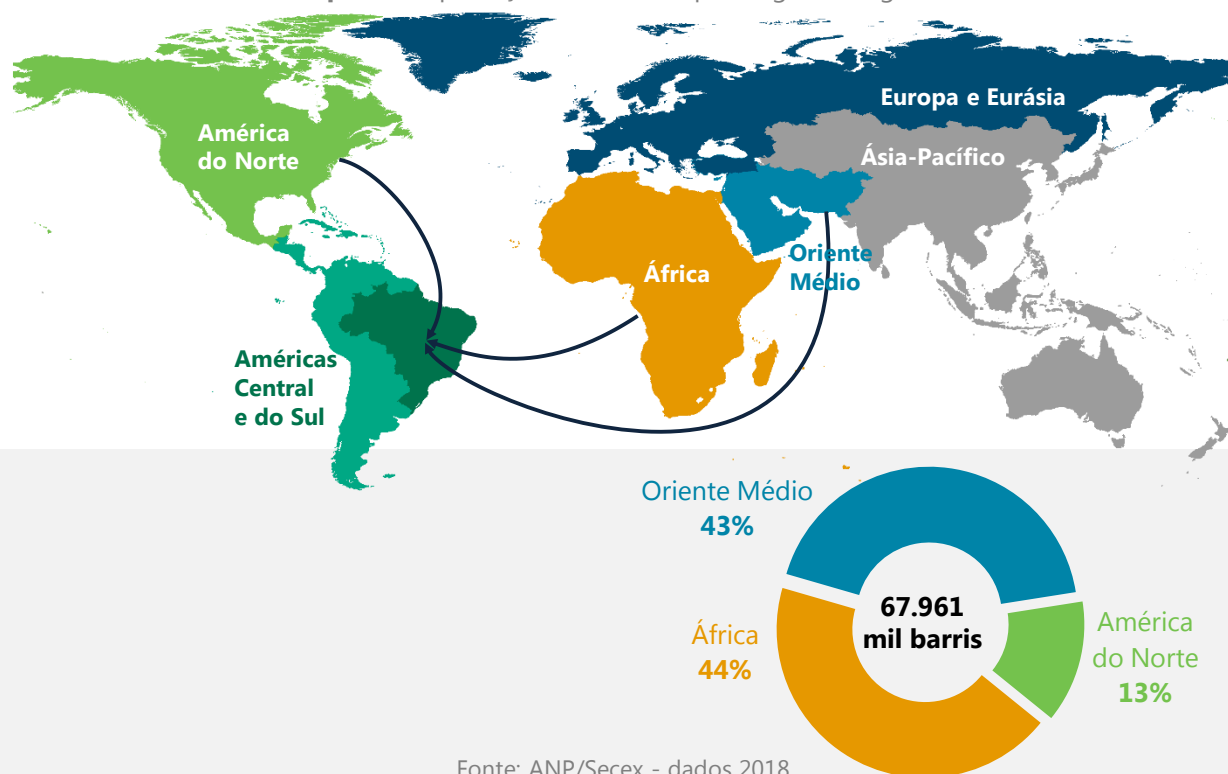 América
do Norte
Europa e Eurásia
Ásia-Pacífico
África
Oriente
Médio
Américas
Central
e do Sul
Oriente Médio
43%
67.961
mil barris
África
44%
América
do Norte
13%
Fonte: ANP/Secex - dados 2018